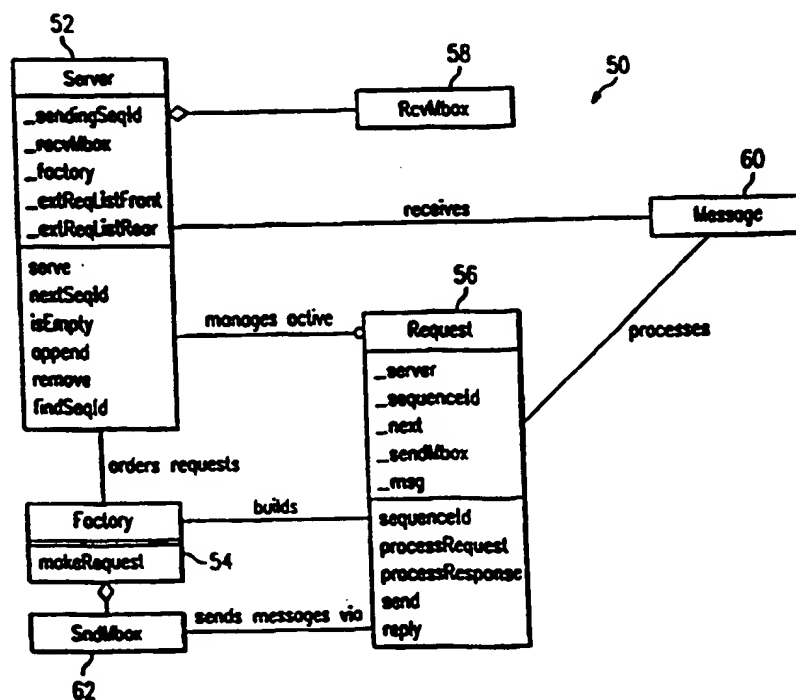 52
Server
_sendingSeqId
_recvMbox
_factory
_extReqListFront
_extReqListRear
serve
nextSeqId
isEmpty
append
remove
findSeqId
58
RcvMbox
50
receives
60
Message
manages active
56
Request
_server
_sequenceId
_next
_sendMbox
_msg
sequenceId
processRequest
processResponse
send
reply
processes
orders requests
Factory
makeRequest
54
builds
SndMbox
62
sends messages via